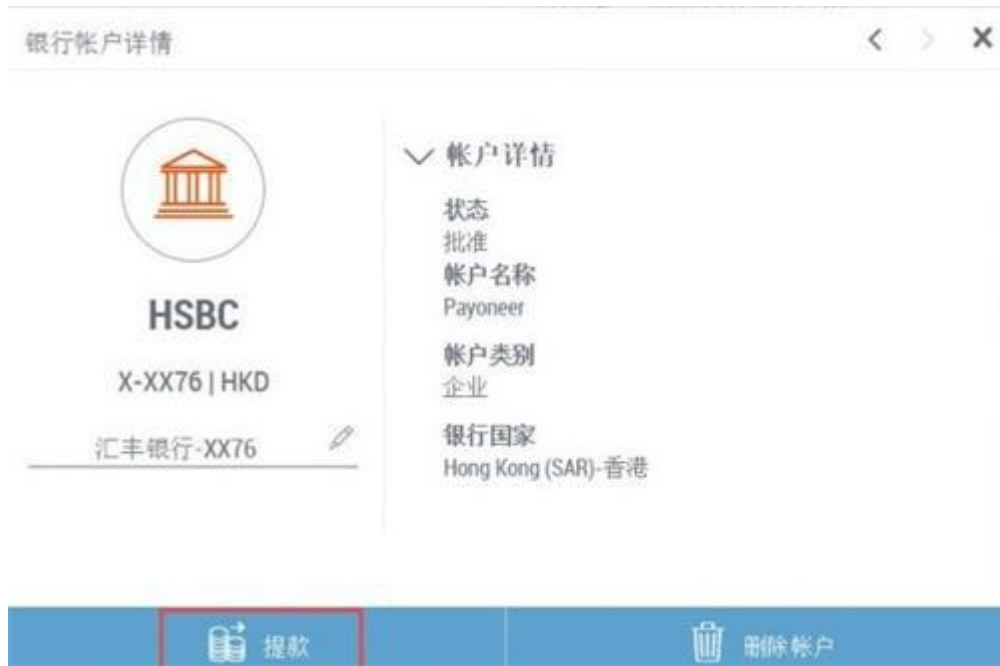 银行帐户详情
HSBC
X-XX76 | HKD
汇丰银行-XX76
帐户详情
状态
批准
帐户名称
Payoneer
帐户类别
企业
银行国家
Hong Kong (SAR)-香港
提款
删除帐户